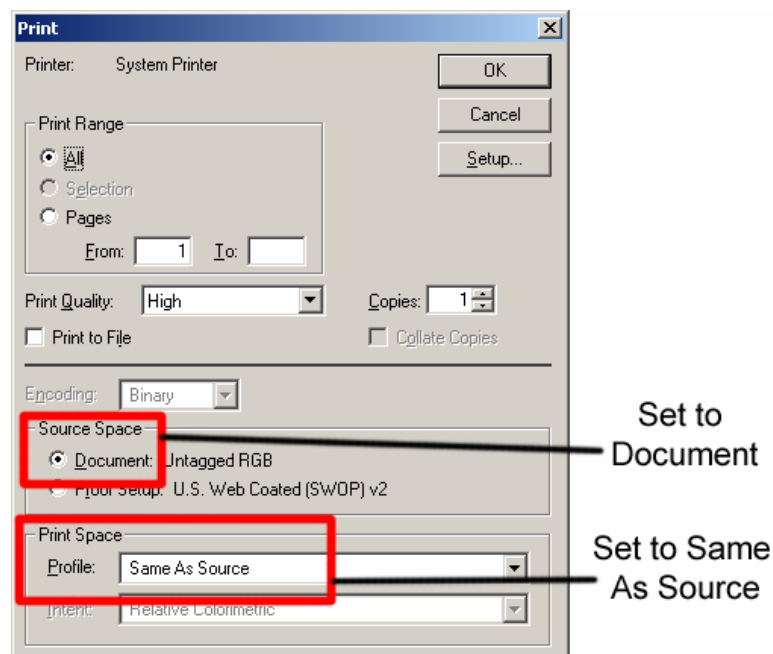 Print
Printer: System Printer
OK
Cancel
Setup...
Print Range
All
Selection
Pages
From: 1 To:
Print Quality: High
Copies: 1
Print to File
Collate Copies
Encoding: Binary
Source Space
Document: Untagged RGB
Proof Setup: U.S. Web Coated (SWOP) v2
Print Space
Profile: Same As Source
Intent: Relative Colorimetric
Set to
Document
Set to Same
As Source